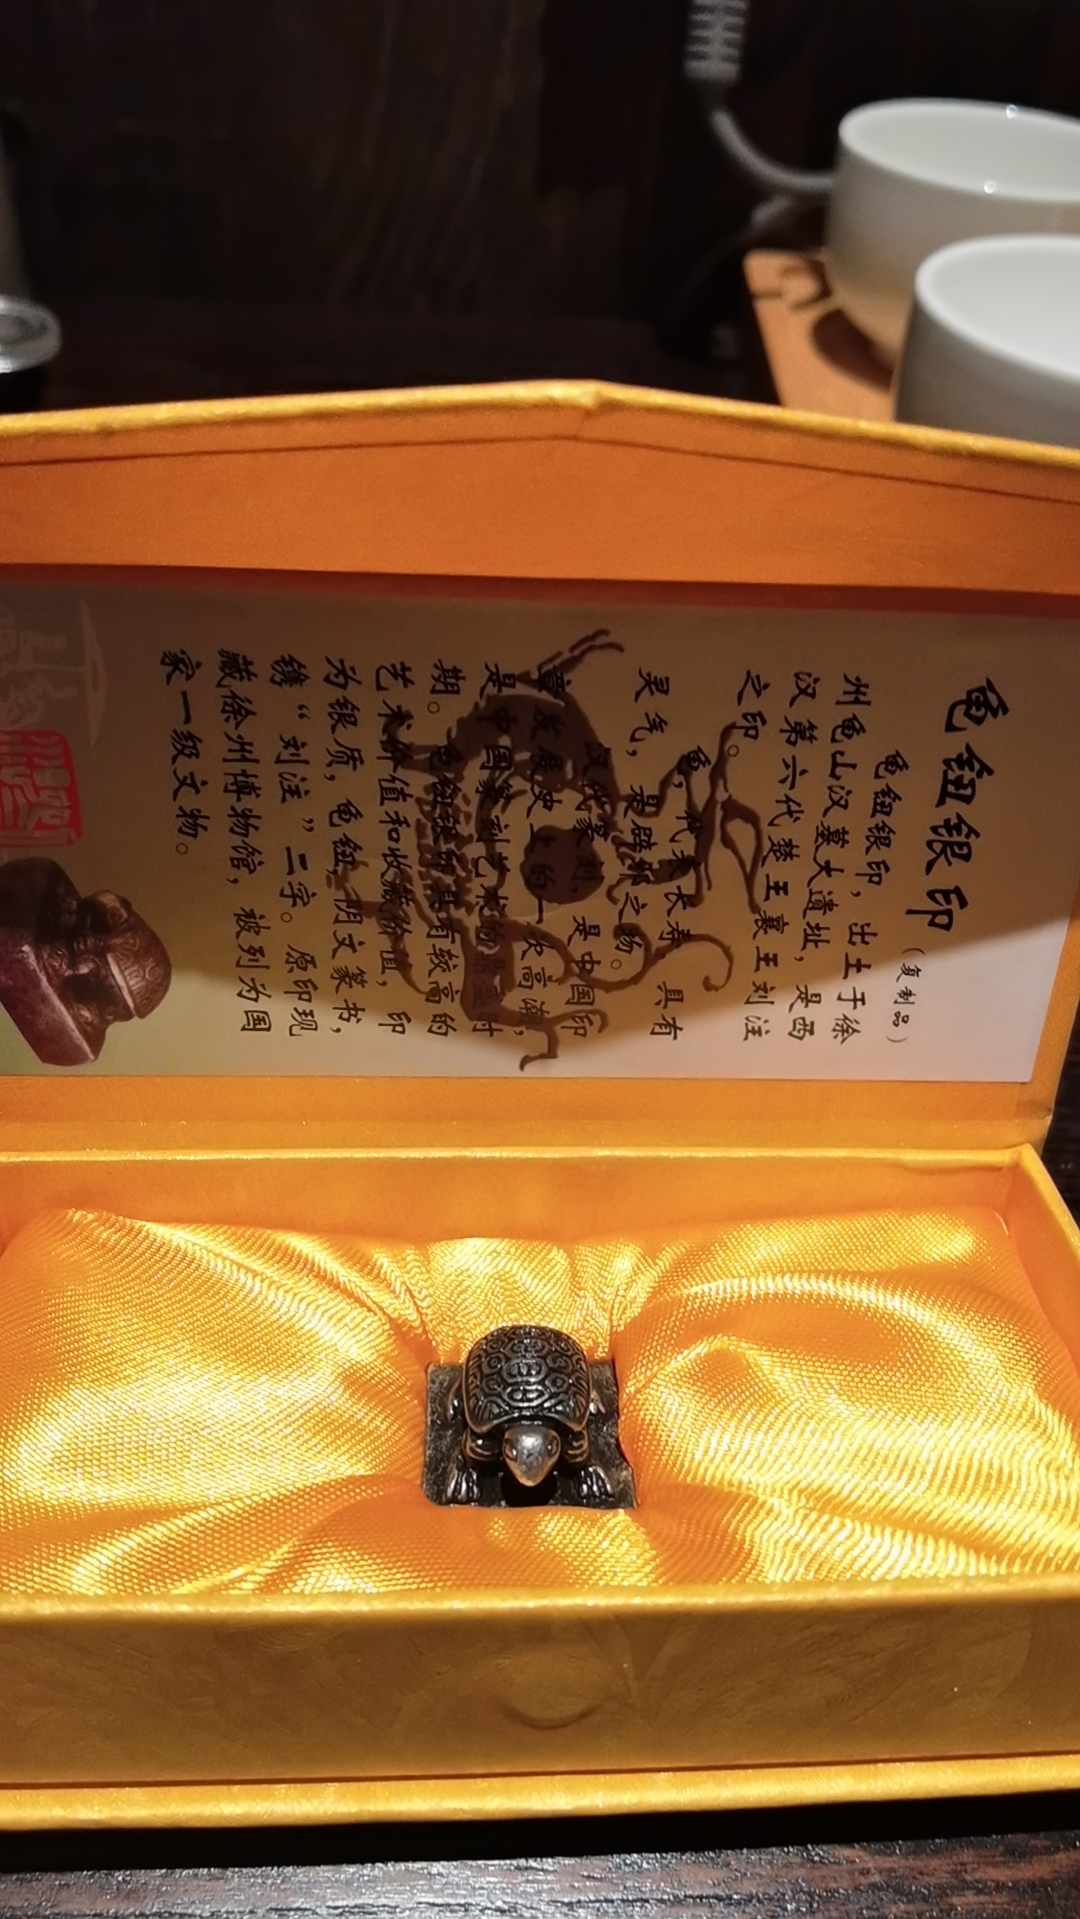 龟钮银印
（复制品）
龟钮银印，出土于徐
州龟山汉墓大遗址，是西
汉第六代楚王襄王刘注
之印。
龟，代表长寿，具有
灵气，是辟邪之物。
汉代篆刻，是中国印
章发展史上的一次高潮，
是中国篆刻艺术的鼎盛时
期。龟钮银印具有较高的
艺术价值和收藏价值，印
为银质，龟钮，阴文篆书，
镌“刘注”二字。原印现
藏徐州博物馆，被列为国
家一级文物。